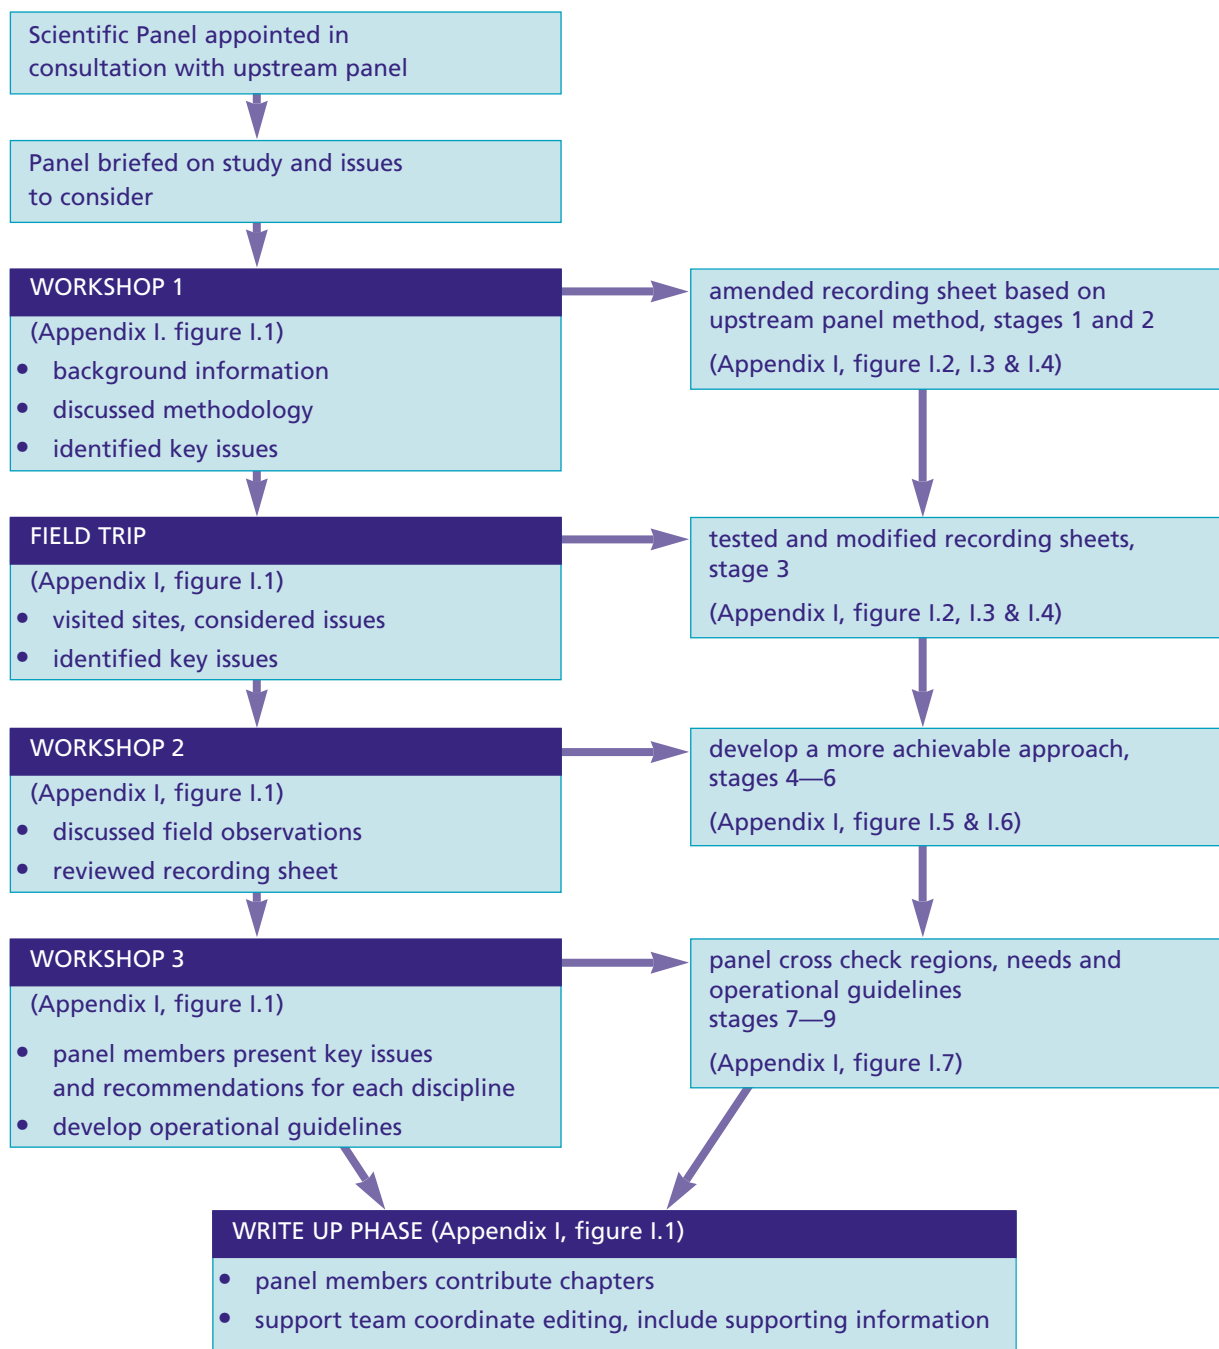 Scientific Panel appointed in
consultation with upstream panel
Panel briefed on study and issues
to consider
WORKSHOP 1
(Appendix I. figure I.1)
• background information
• discussed methodology
• identified key issues
amended recording sheet based on
upstream panel method, stages 1 and 2
(Appendix I, figure I.2, I.3 & I.4)
FIELD TRIP
(Appendix I, figure I.1)
• visited sites, considered issues
• identified key issues
tested and modified recording sheets,
stage 3
(Appendix I, figure I.2, I.3 & I.4)
WORKSHOP 2
(Appendix I, figure I.1)
• discussed field observations
• reviewed recording sheet
develop a more achievable approach,
stages 4—6
(Appendix I, figure I.5 & I.6)
WORKSHOP 3
(Appendix I, figure I.1)
• panel members present key issues
and recommendations for each discipline
• develop operational guidelines
panel cross check regions, needs and
operational guidelines
stages 7—9
(Appendix I, figure I.7)
WRITE UP PHASE (Appendix I, figure I.1)
• panel members contribute chapters
• support team coordinate editing, include supporting information